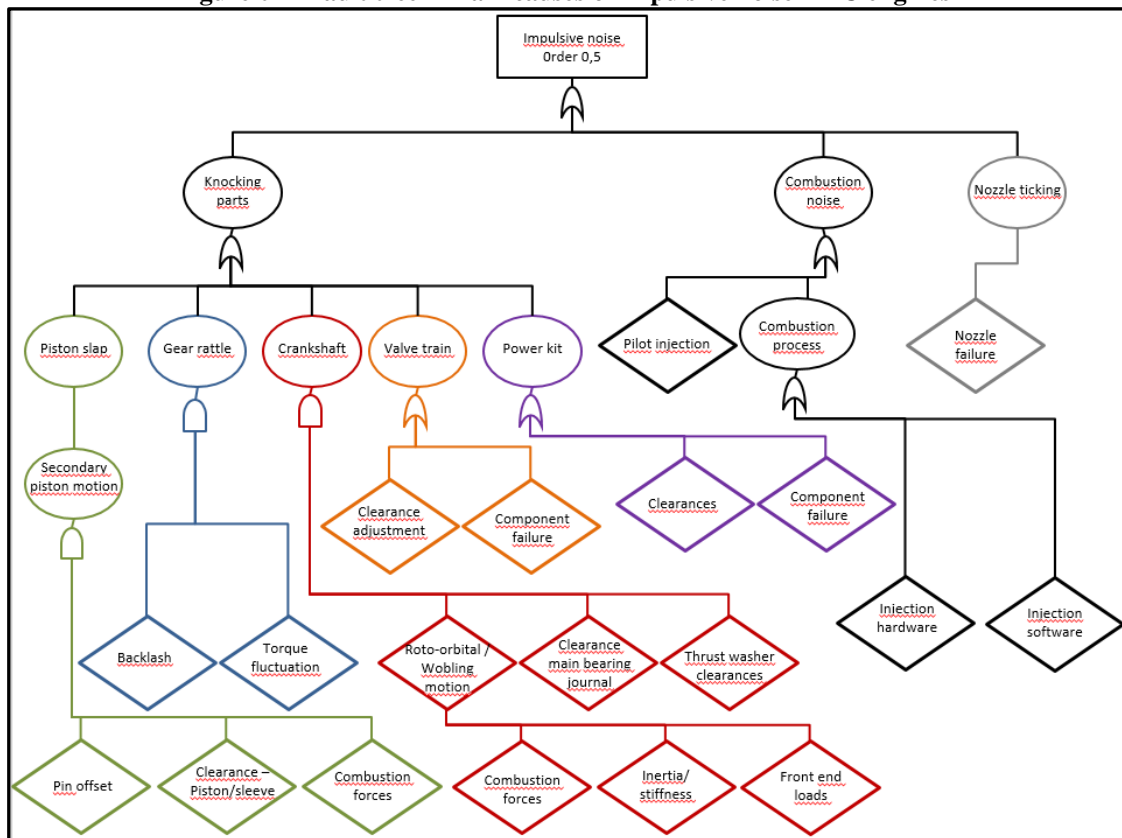 Impulsive noise
0rder 0,5
Knocking
parts
Combustion
noise
Nozzle ticking
Piston slap
Gear rattle
Crankshaft
Valve train
Power kit
Pilot injection
Combustion
process
Nozzle
failure
Secondary
piston motion
Clearance
adjustment
Component
failure
Clearances
Component
failure
Injection
hardware
Injection
software
Backlash
Torque
fluctuation
Roto-orbital /
Wobling
motion
Clearance
main bearing
journal
Thrust washer
clearances
Pin offset
Clearance –
Piston/sleeve
Combustion
forces
Combustion
forces
Inertia/
stiffness
Front end
loads